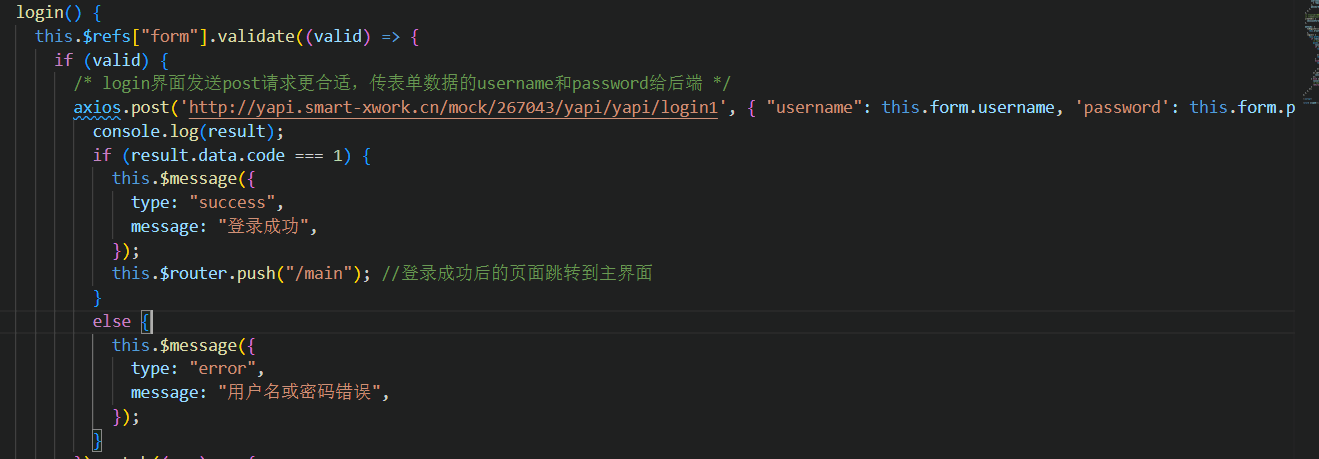 login() {
this.$refs["form"].validate((valid) => {
if (valid) {
/* login界面发送post请求更合适，传表单数据的username和password给后端 */
axios.post('http://yapi.smart-xwork.cn/mock/267043/yapi/yapi/login1', { "username": this.form.username, 'password': this.form.p
console.log(result);
if (result.data.code === 1) {
this.$message({
type: "success",
message: "登录成功",
});
this.$router.push("/main"); //登录成功后的页面跳转到主界面
}
else {
this.$message({
type: "error",
message: "用户名或密码错误",
});
}